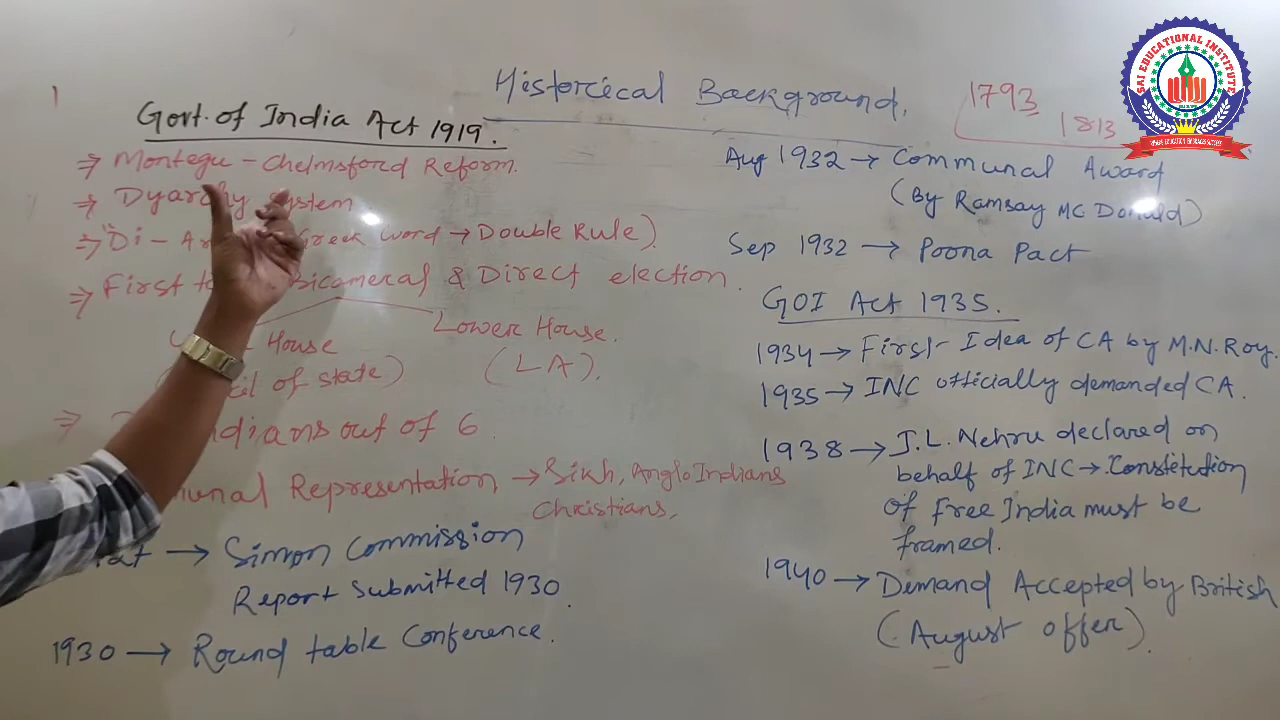 Historical Background.
1793
1813
SAI EDUCATIONAL INSTITUTE
Govt. of India Act 1919.
⇒ Montegu - Chelmsford Reform.
⇒ Dyarchy system
⇒ "Di - Greek word → Double Rule)
⇒ First Bicameral & Direct election.
House
Lower House.
of state)
(LA).
⇒ out of 6.
Representation → Sikh, Anglo Indians
Christians,
→ Simon Commission
Report submitted 1930.
1930 → Round table Conference.
Aug 1932 → Communal Award
(By Ramsay MC Donald)
Sep 1932 → Poona Pact
GOI Act 1935.
1934 → First Idea of CA by M.N. Roy.
1935 → INC officially demanded CA.
1938 → J.L. Nehru declared on
behalf of INC → Constitution
of free India must be
framed.
1940 → Demand Accepted by British
(August offer).